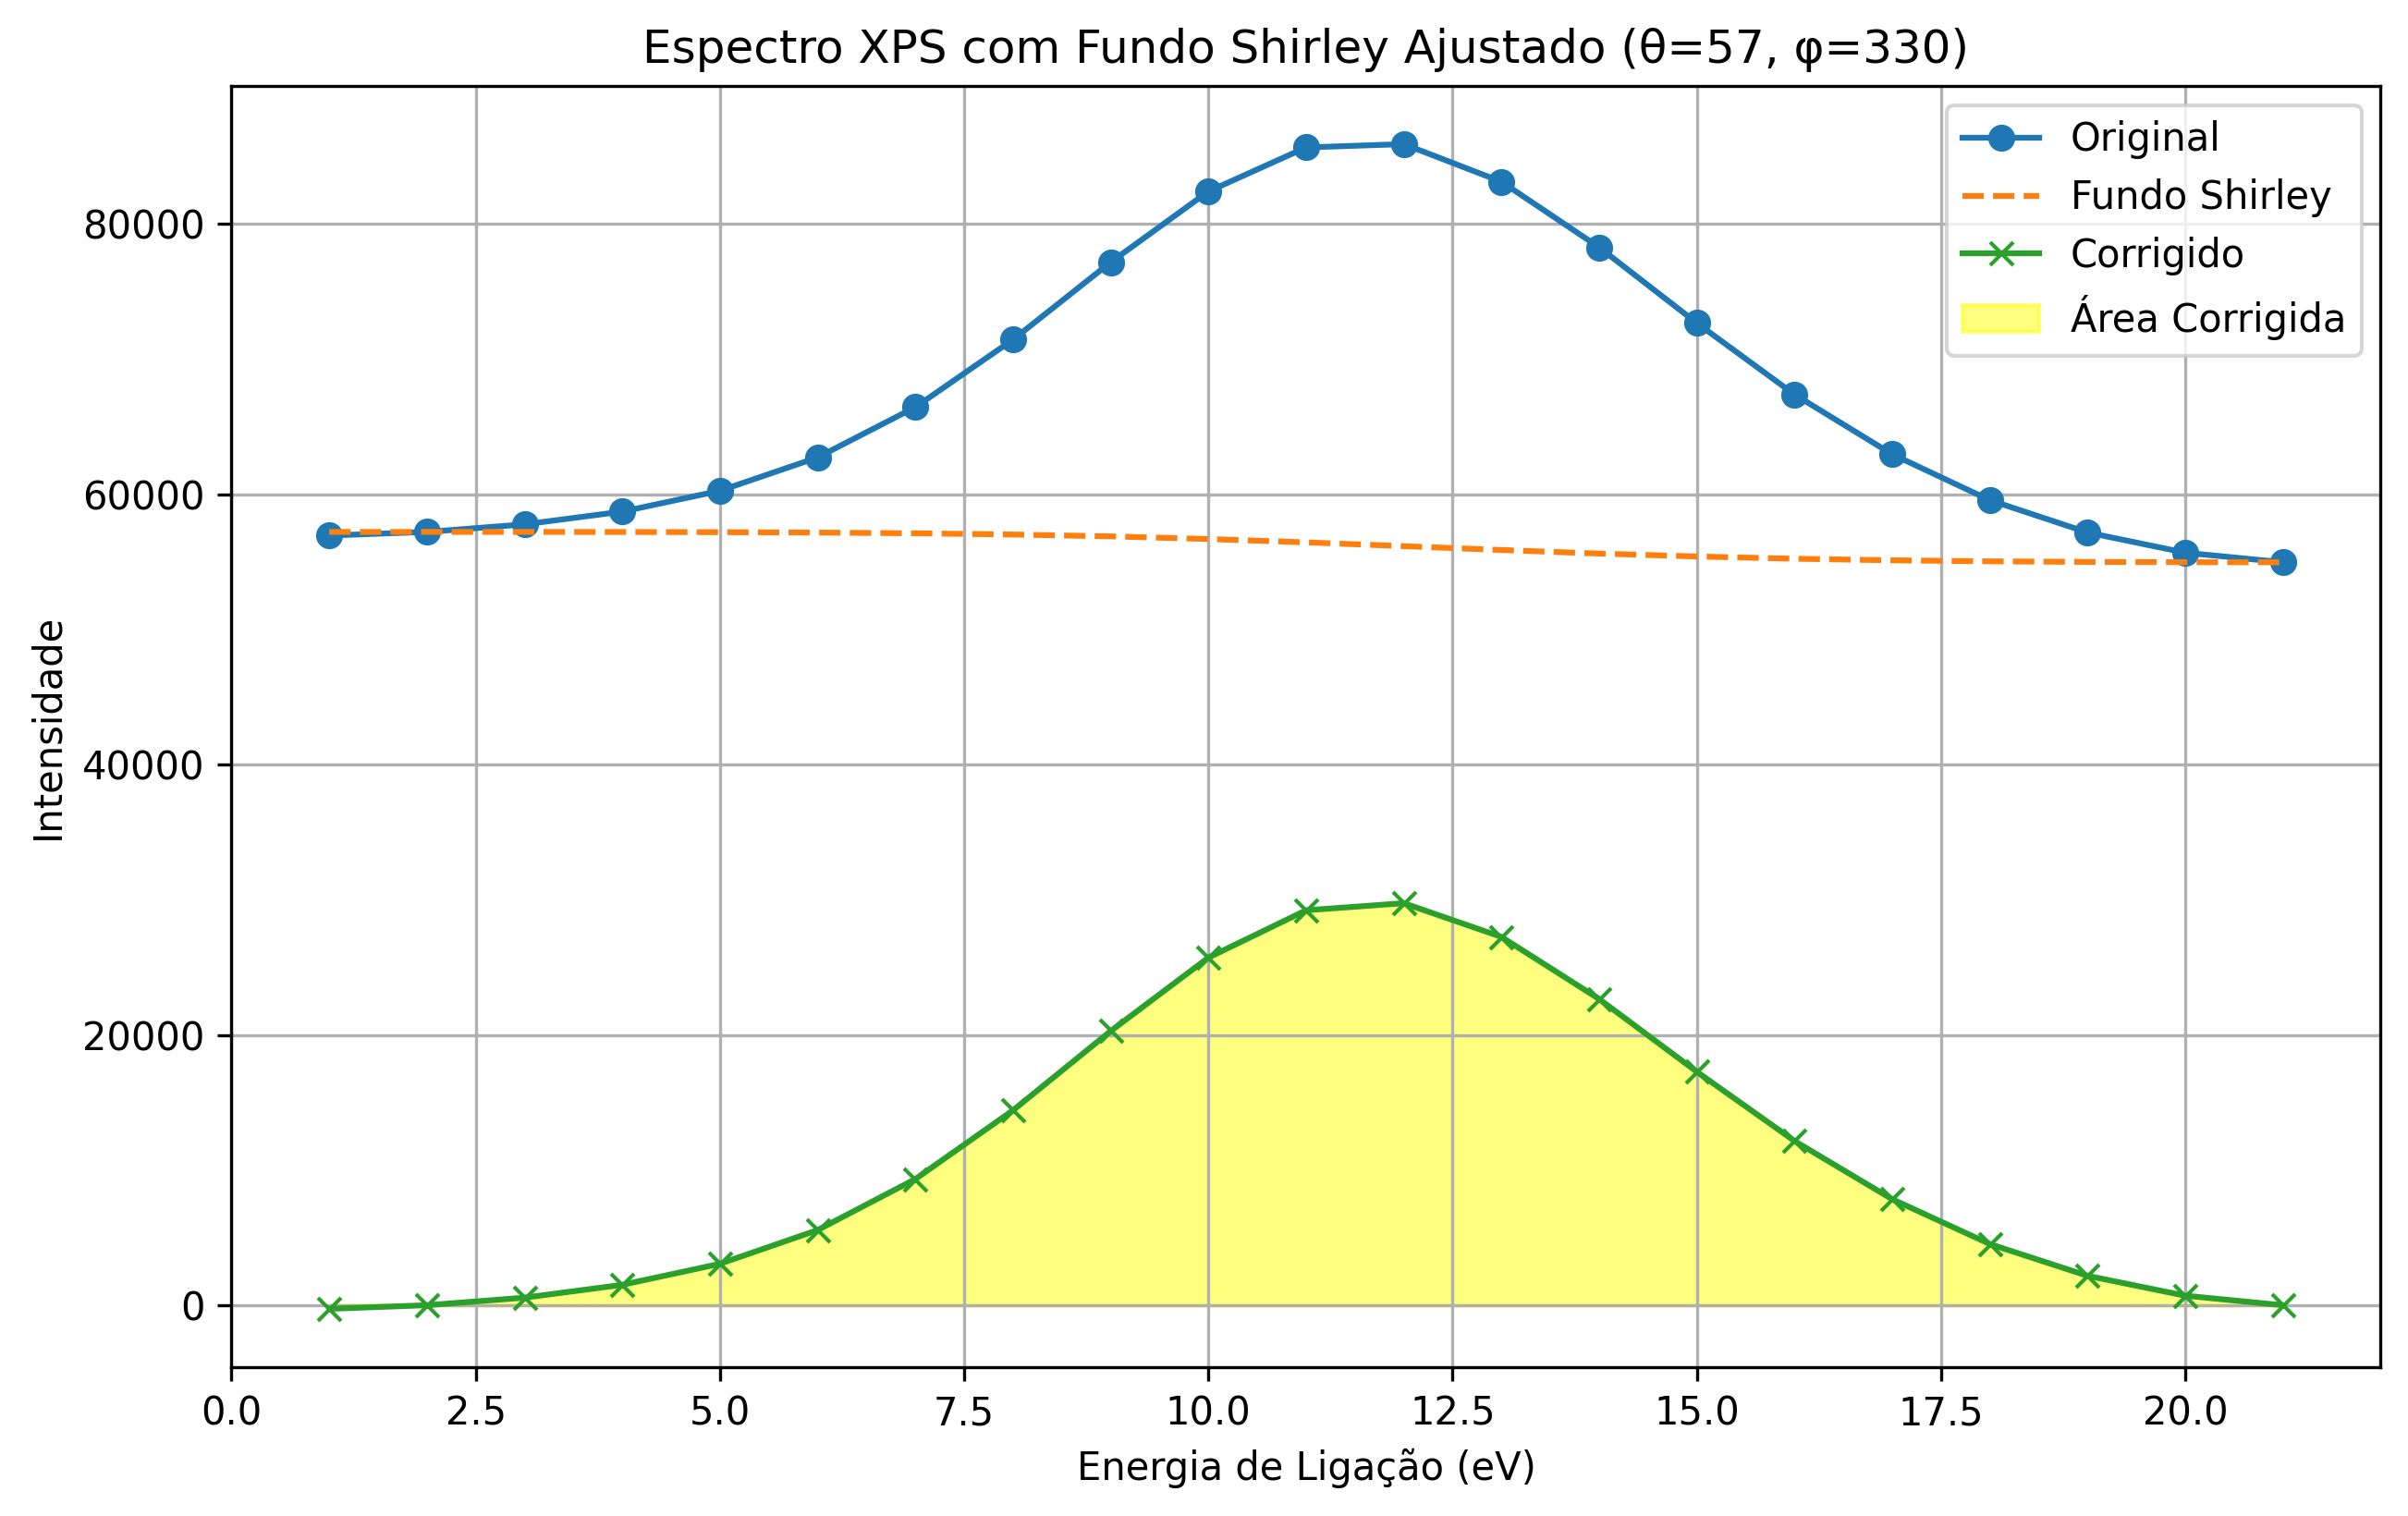 Espectro XPS com Fundo Shirley Ajustado (θ=57, φ=330)
Original
Fundo Shirley
Corrigido
Área Corrigida
80000
60000
40000
20000
0
Intensidade
0.0 2.5 5.0 7.5 10.0 12.5 15.0 17.5 20.0
Energia de Ligação (eV)